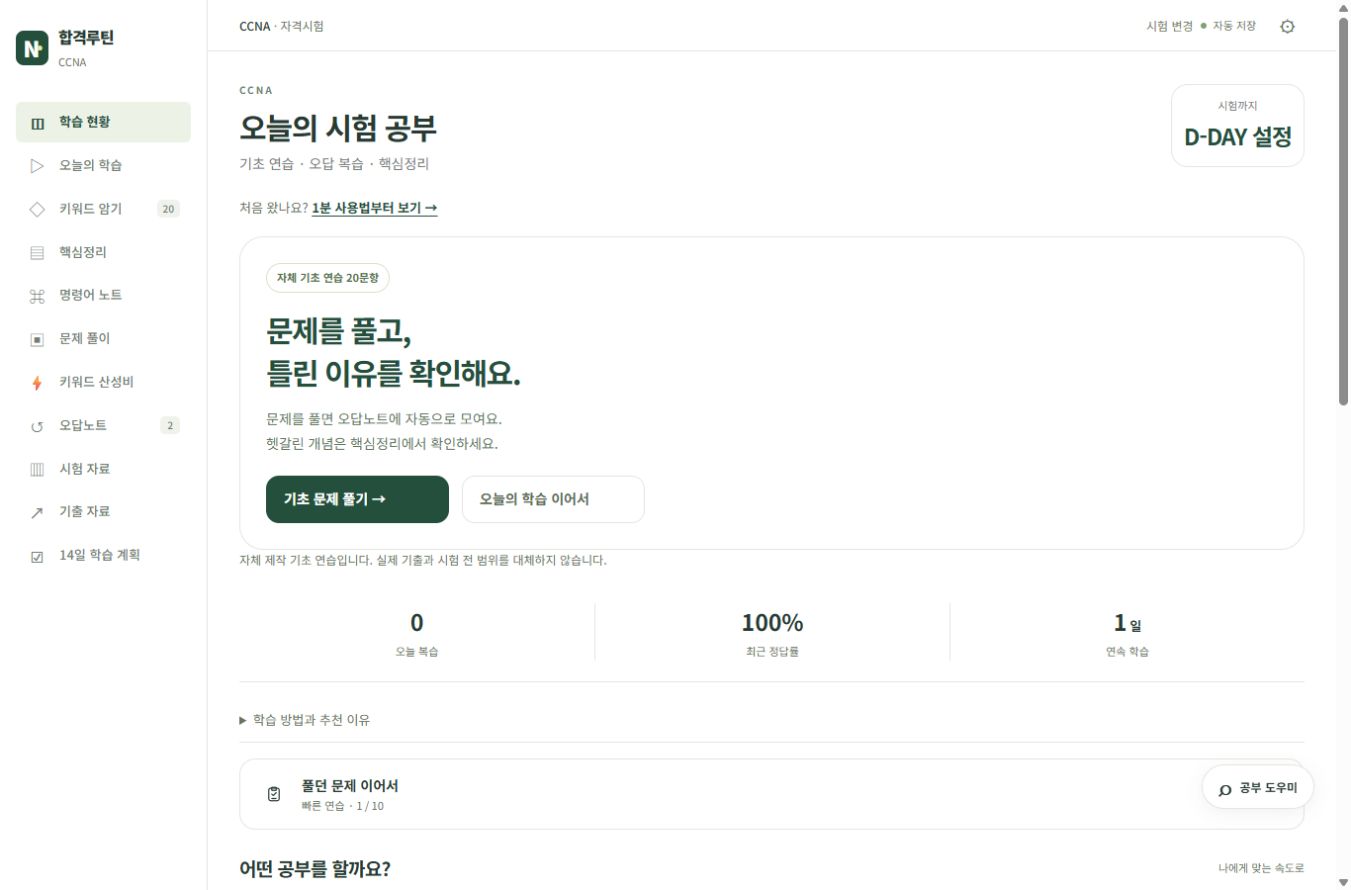 N
합격루틴
CCNA
학습 현황
오늘의 학습
키워드 암기 20
핵심정리
명령어 노트
문제 풀이
키워드 산성비
오답노트 2
시험 자료
기출 자료
14일 학습 계획
CCNA · 자격시험
시험 변경 자동 저장
CCNA
오늘의 시험 공부
기초 연습 · 오답 복습 · 핵심정리
시험까지
D-DAY 설정
처음 왔나요? 1분 사용법부터 보기 →
자체 기초 연습 20문항
문제를 풀고,
틀린 이유를 확인해요.
문제를 풀면 오답노트에 자동으로 모여요.
헷갈린 개념은 핵심정리에서 확인하세요.
기초 문제 풀기 →
오늘의 학습 이어서
자체 제작 기초 연습입니다. 실제 기출과 시험 전 범위를 대체하지 않습니다.
0
오늘 복습
100%
최근 정답률
1 일
연속 학습
학습 방법과 추천 이유
풀던 문제 이어서
빠른 연습 · 1 / 10
공부 도우미
어떤 공부를 할까요?
나에게 맞는 속도로